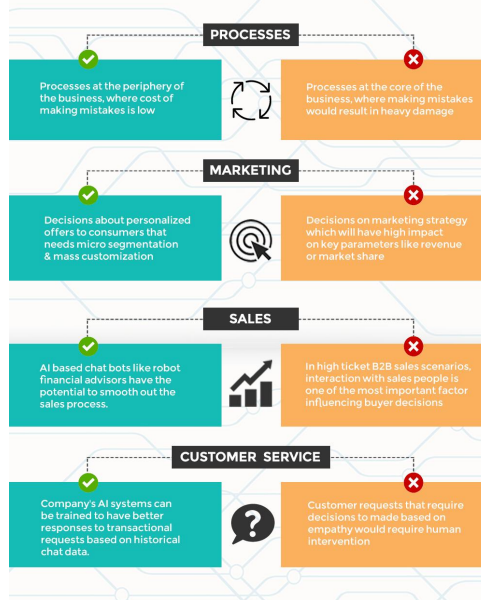 PROCESSES
Processes at the periphery of
the business, where cost of
making mistakes is low
Processes at the core of the
business, where making mistakes
would result in heavy damage
MARKETING
Decisions about personalized
offers to consumers that
needs micro segmentation
& mass customization
Decisions on marketing strategy
which will have high impact
on key parameters like revenue
or market share
SALES
AI based chat bots like robot
financial advisors have the
potential to smooth out the
sales process.
In high ticket B2B sales scenarios,
interaction with sales people is
one of the most important factor
influencing buyer decisions
CUSTOMER SERVICE
Company's AI systems can
be trained to have better
responses to transactional
requests based on historical
chat data.
Customer requests that require
decisions to made based on
empathy would require human
intervention